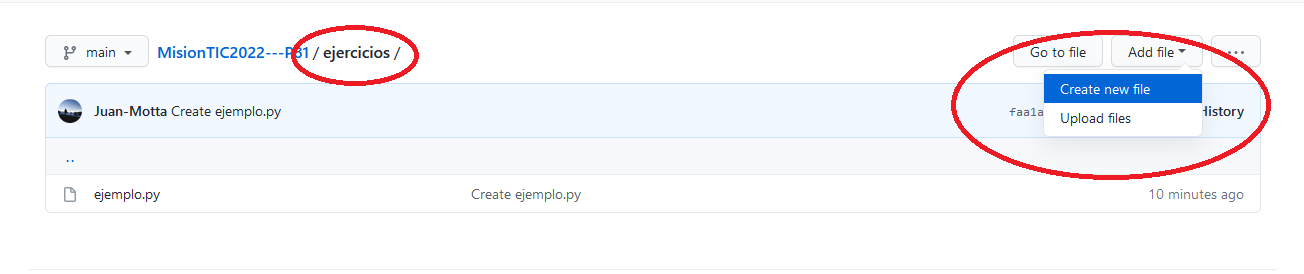 main MisionTIC2022---P31 / ejercicios / Go to file Add file ...
Create new file
Juan-Motta Create ejemplo.py faa1a History
Upload files
..
ejemplo.py Create ejemplo.py 10 minutes ago